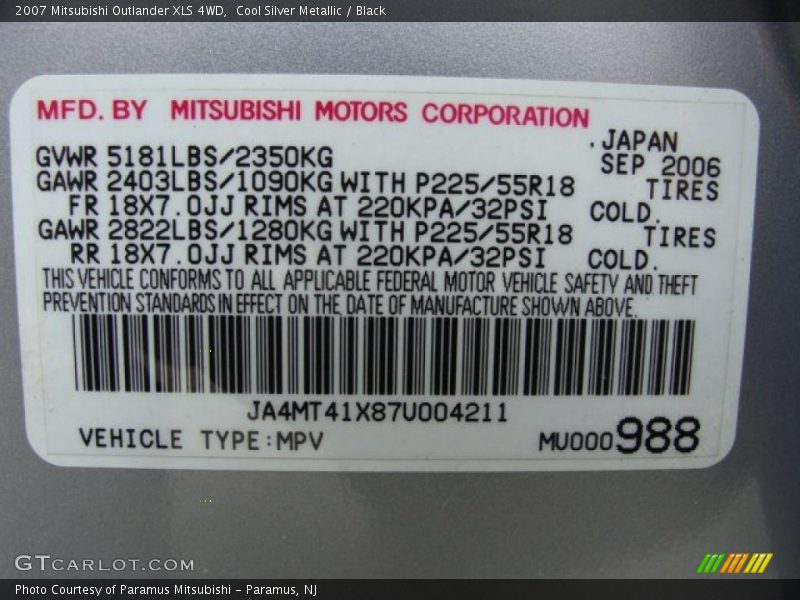 2007 Mitsubishi Outlander XLS 4WD,  Cool Silver Metallic / Black
MFD. BY  MITSUBISHI MOTORS CORPORATION
.JAPAN
GVWR 5181LBS/2350KG
SEP 2006
GAWR 2403LBS/1090KG WITH P225/55R18 TIRES
FR 18X7.0JJ RIMS AT 220KPA/32PSI COLD.
GAWR 2822LBS/1280KG WITH P225/55R18 TIRES
RR 18X7.0JJ RIMS AT 220KPA/32PSI COLD.
THIS VEHICLE CONFORMS TO ALL APPLICABLE FEDERAL MOTOR VEHICLE SAFETY AND THEFT
PREVENTION STANDARDS IN EFFECT ON THE DATE OF MANUFACTURE SHOWN ABOVE.
JA4MT41X87U004211
VEHICLE TYPE:MPV MU000988
GTCARLOT.COM
Photo Courtesy of Paramus Mitsubishi - Paramus, NJ